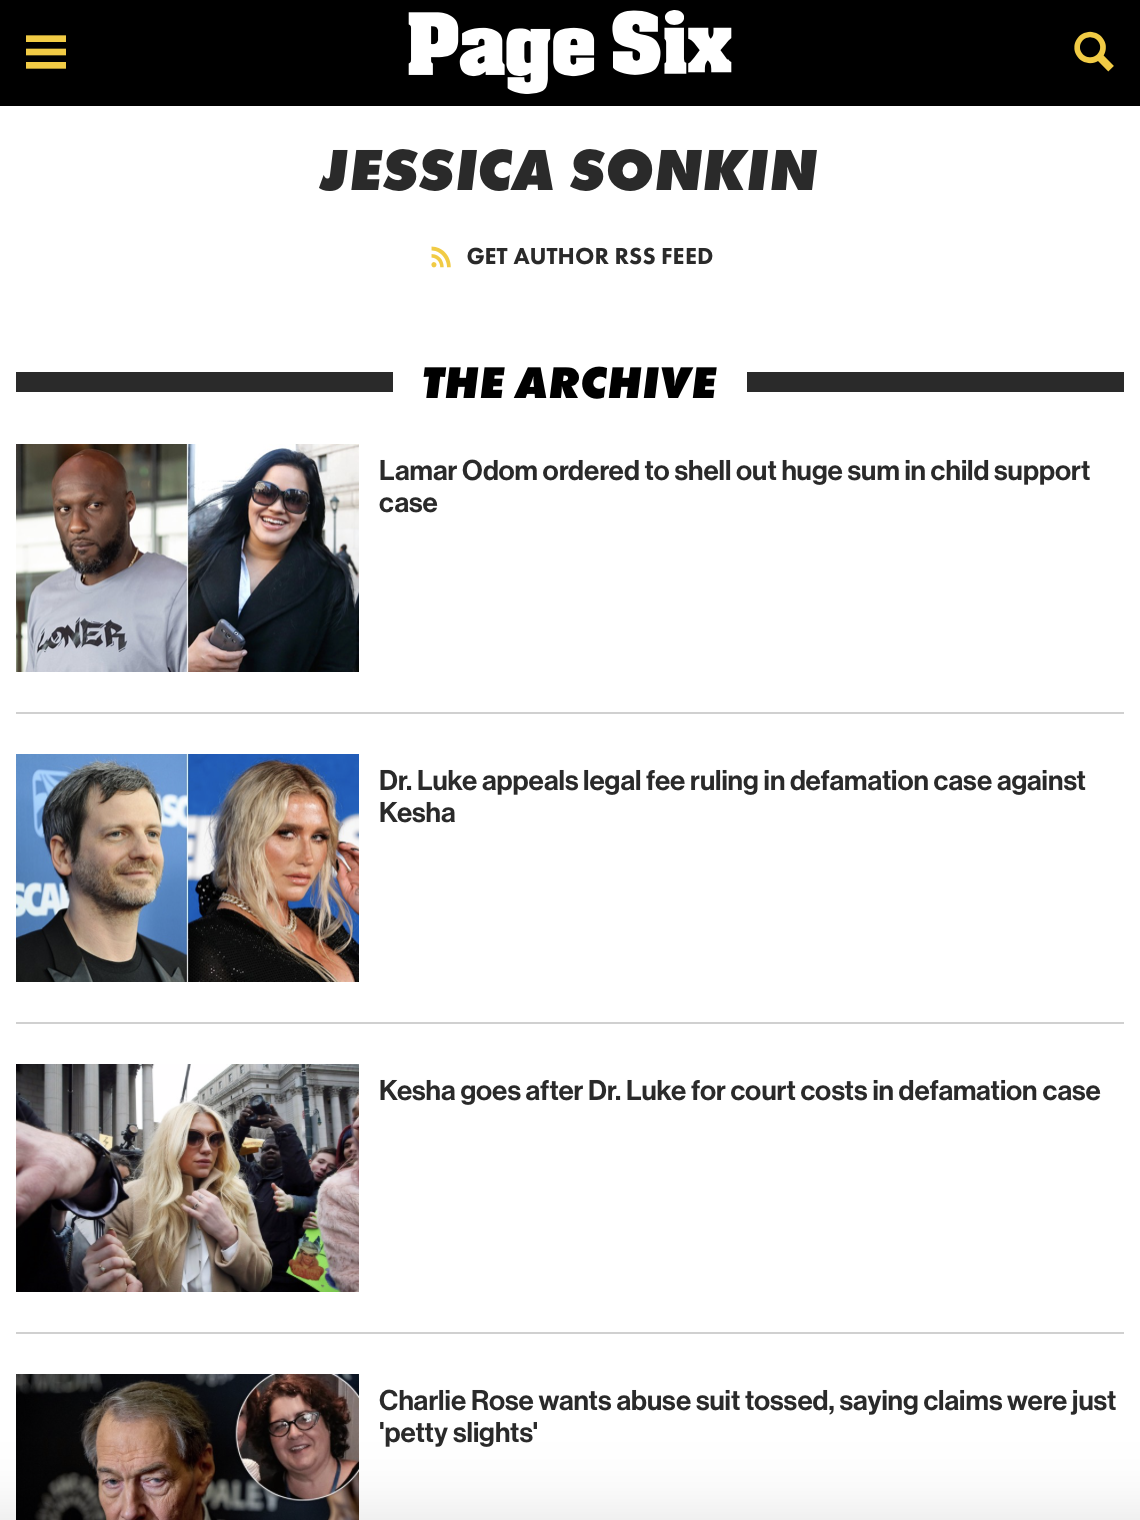 Page Six
JESSICA SONKIN
GET AUTHOR RSS FEED
THE ARCHIVE
Lamar Odom ordered to shell out huge sum in child support
case
LONER
Dr. Luke appeals legal fee ruling in defamation case against
Kesha
SC
SCA
Kesha goes after Dr. Luke for court costs in defamation case
Charlie Rose wants abuse suit tossed, saying claims were just
'petty slights'
PALEY